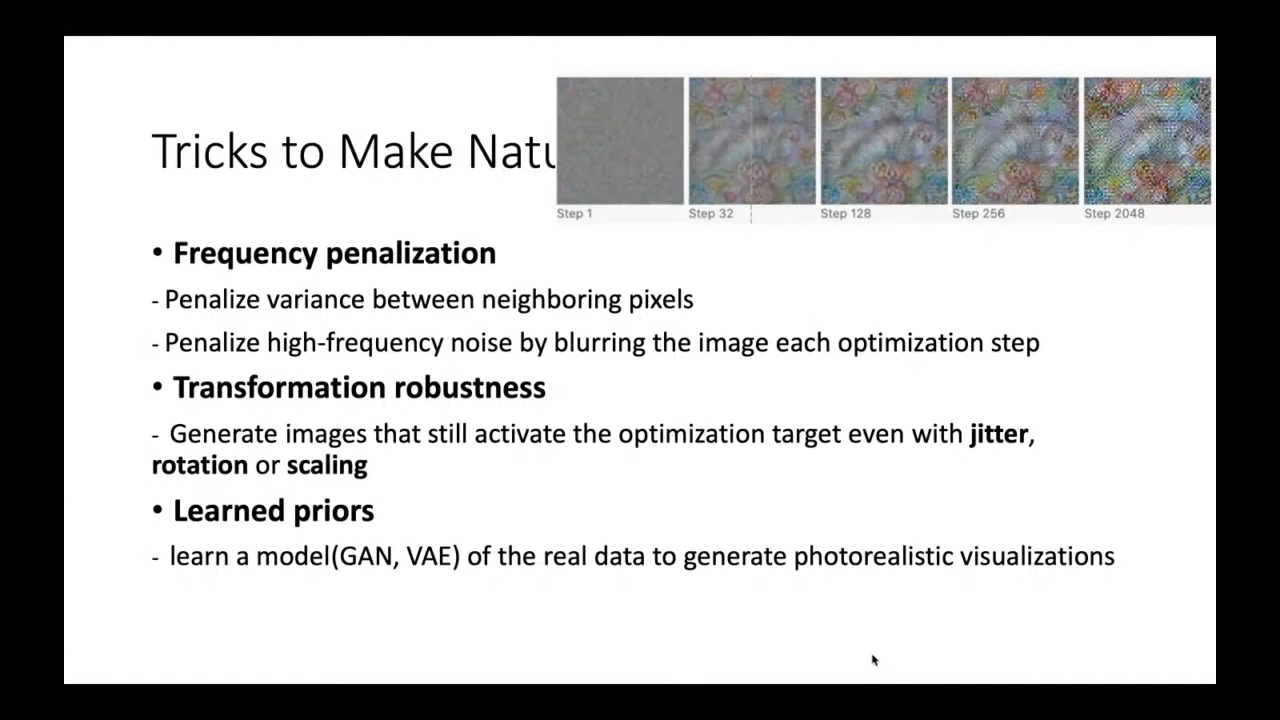 Tricks to Make Natu
Step 1
Step 32
Step 128
Step 256
Step 2048
• Frequency penalization
- Penalize variance between neighboring pixels
- Penalize high-frequency noise by blurring the image each optimization step
• Transformation robustness
- Generate images that still activate the optimization target even with jitter,
rotation or scaling
• Learned priors
- learn a model(GAN, VAE) of the real data to generate photorealistic visualizations